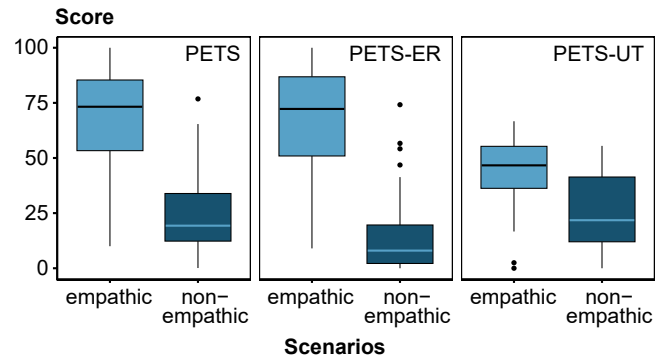 Score
PETS
PETS-ER
PETS-UT
100
75
50
25
0
empathic
non–
empathic
empathic
non–
empathic
empathic
non–
empathic
Scenarios